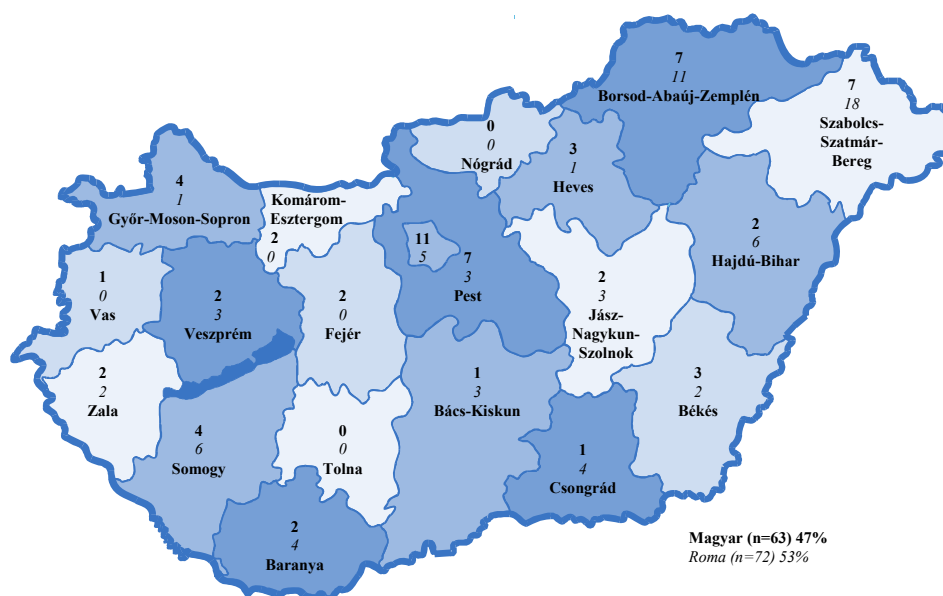 7
11
Borsod-Abaúj-Zemplén
7
18
Szabolcs-
Szatmár-
Bereg
0
0
Nógrád
3
1
Heves
4
1
Győr-Moson-Sopron
Komárom-
Esztergom
2
0
11
5
7
3
Pest
2
6
Hajdú-Bihar
1
0
Vas
2
3
Veszprém
2
0
Fejér
2
3
Jász-
Nagykun-
Szolnok
2
2
Zala
1
3
Bács-Kiskun
3
2
Békés
4
6
Somogy
0
0
Tolna
1
4
Csongrád
2
4
Baranya
Magyar (n=63) 47%
Roma (n=72) 53%